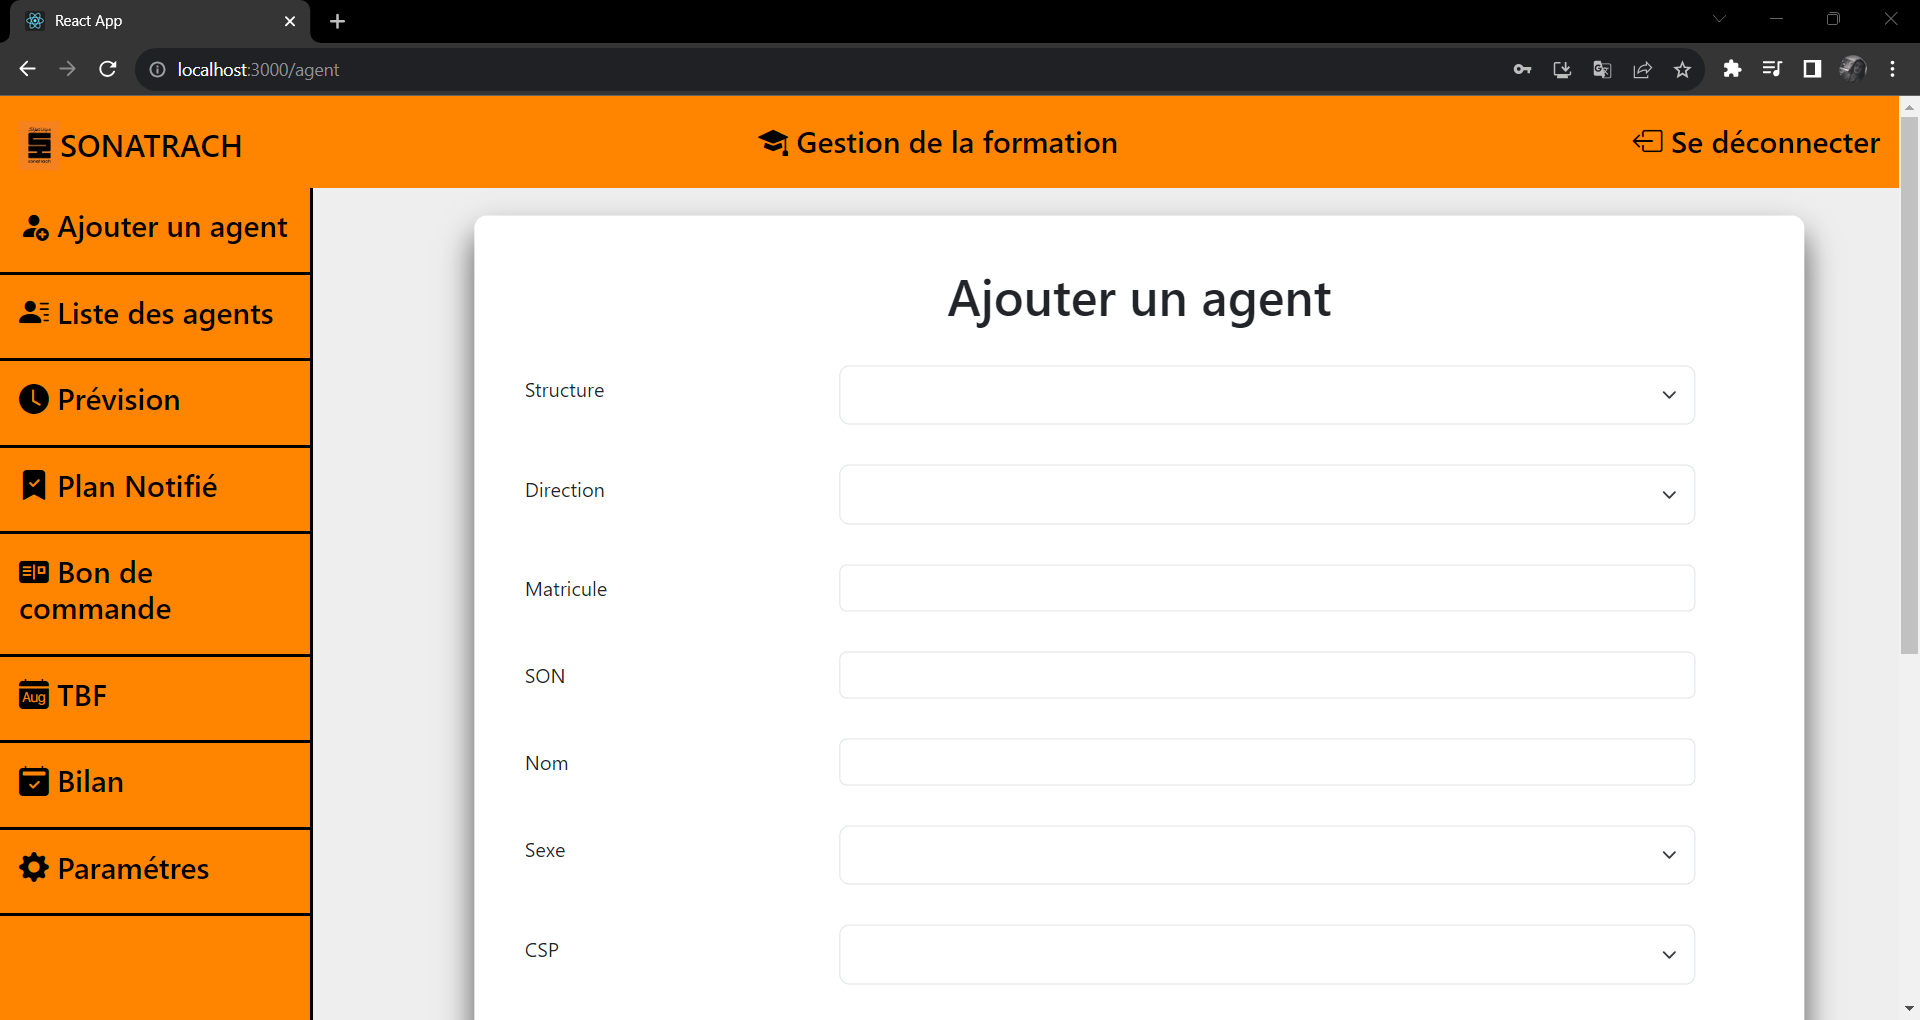 React App
localhost:3000/agent
SONATRACH
Gestion de la formation
Se déconnecter
Ajouter un agent
Liste des agents
Prévision
Plan Notifié
Bon de
commande
Aug TBF
Bilan
Paramétres
Ajouter un agent
Structure
Direction
Matricule
SON
Nom
Sexe
CSP